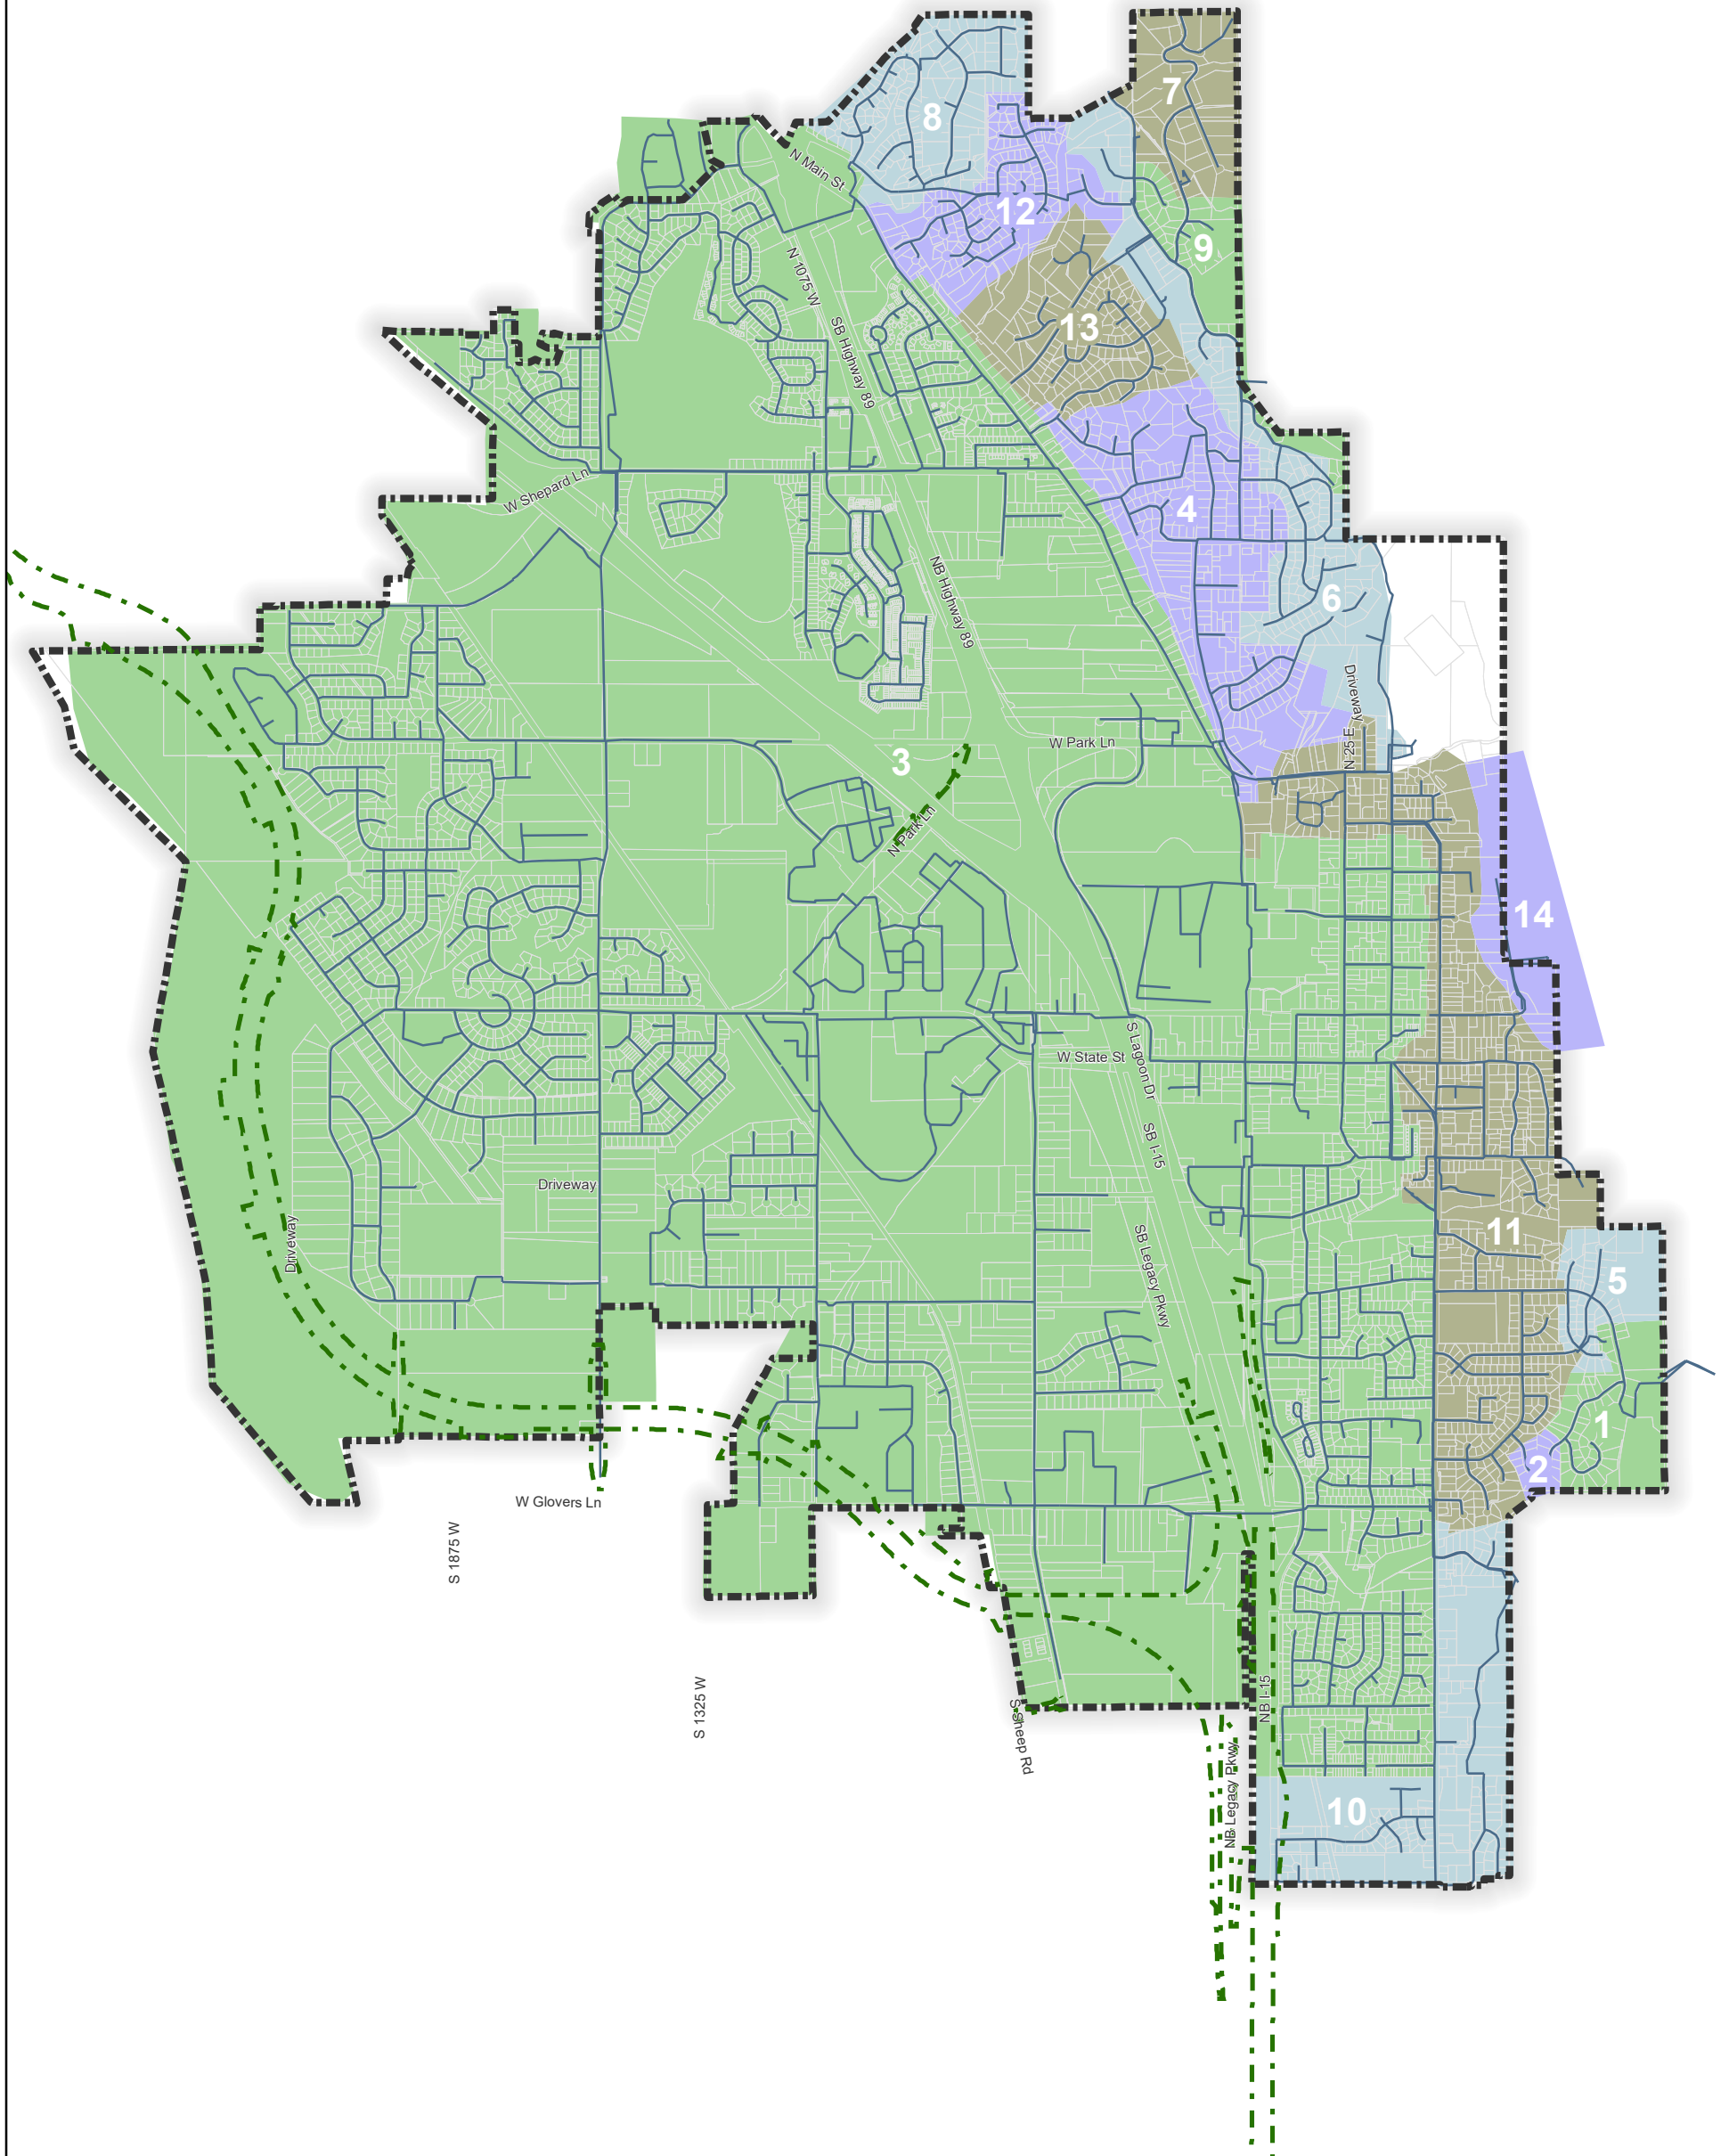 7
8
N Main St
12
9
N 1075 W
13
SB Highway 89
W Shepard Ln
4
NB Highway 89
6
Driveway
N 25 E
W Park Ln
3
N Park Ln
14
W State St
S Lagoon Dr
SB I-15
Driveway
Driveway
11
SB Legacy Pkwy
5
1
2
W Glovers Ln
S 1875 W
S 1325 W
NB I-15
S Sheep Rd
NB Legacy Pkwy
10